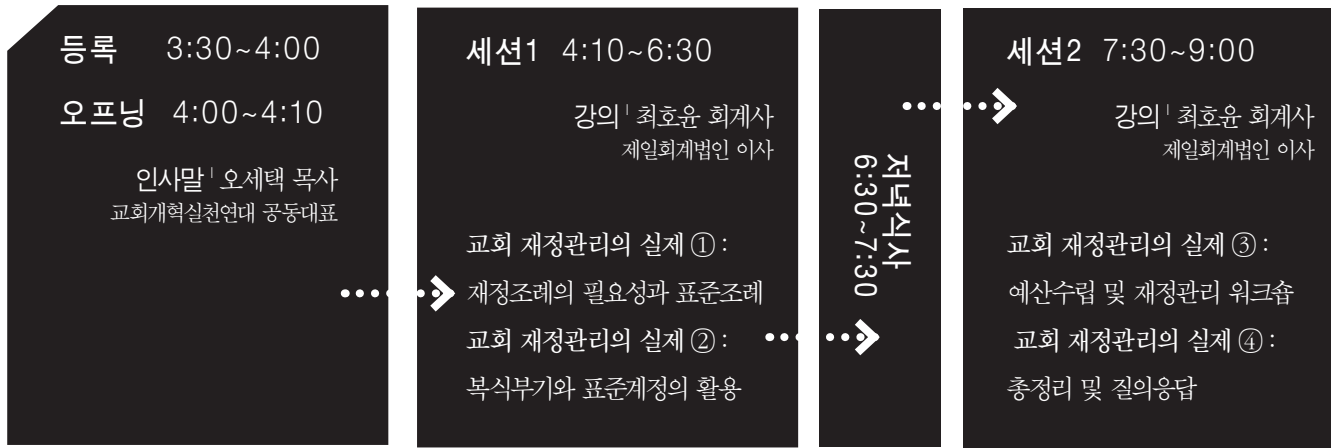 등록 3:30~4:00
오프닝 4:00~4:10
인사말 | 오세택 목사
교회개혁실천연대 공동대표
세션1 4:10~6:30
강의 | 최호윤 회계사
제일회계법인 이사
교회 재정관리의 실제 ① :
재정조례의 필요성과 표준조례
교회 재정관리의 실제 ② :
복식부기와 표준계정의 활용
저녁식사
6:30~7:30
세션2 7:30~9:00
강의 | 최호윤 회계사
제일회계법인 이사
교회 재정관리의 실제 ③ :
예산수립 및 재정관리 워크숍
교회 재정관리의 실제 ④ :
총정리 및 질의응답